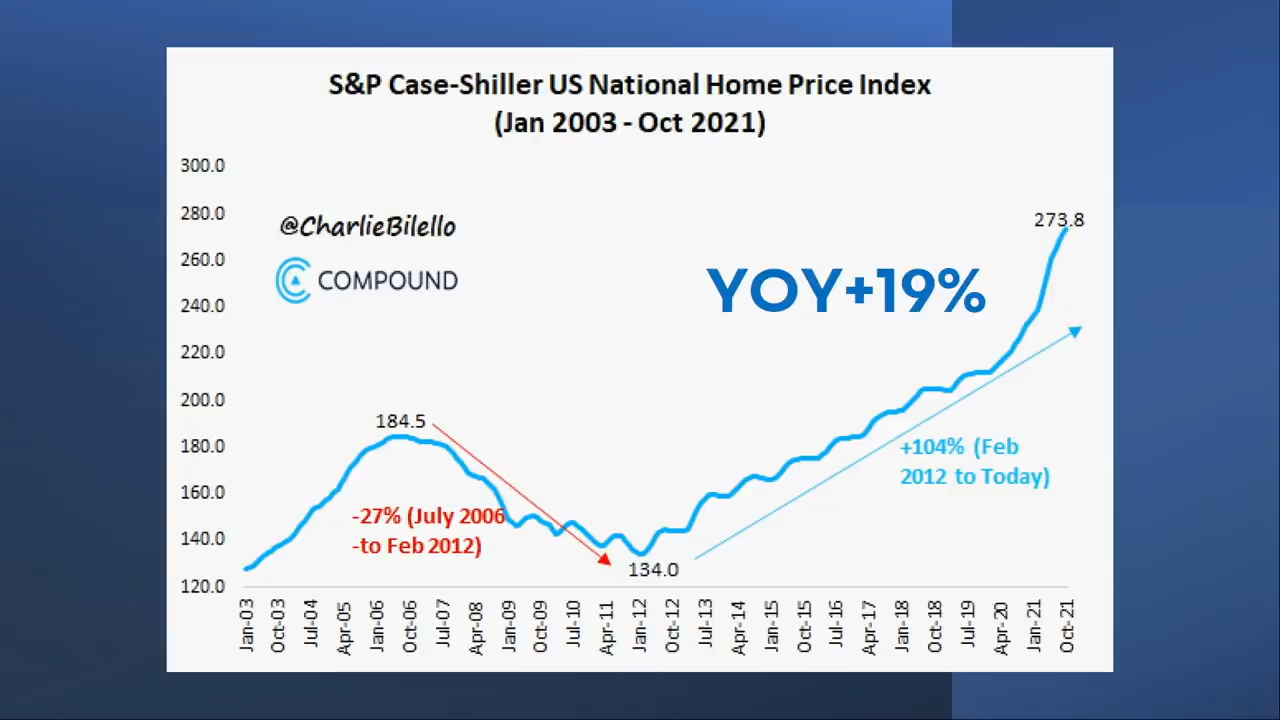 S&P Case-Shiller US National Home Price Index
(Jan 2003 - Oct 2021)
300.0
280.0
260.0
240.0
220.0
200.0
180.0
160.0
140.0
120.0
@CharlieBilello
COMPOUND
YOY+19%
273.8
184.5
134.0
-27% (July 2006
-to Feb 2012)
+104% (Feb
2012 to Today)
Jan-03
Oct-03
Jul-04
Apr-05
Jan-06
Oct-06
Jul-07
Apr-08
Jan-09
Oct-09
Jul-10
Apr-11
Jan-12
Oct-12
Jul-13
Apr-14
Jan-15
Oct-15
Jul-16
Apr-17
Jan-18
Oct-18
Jul-19
Apr-20
Jan-21
Oct-21